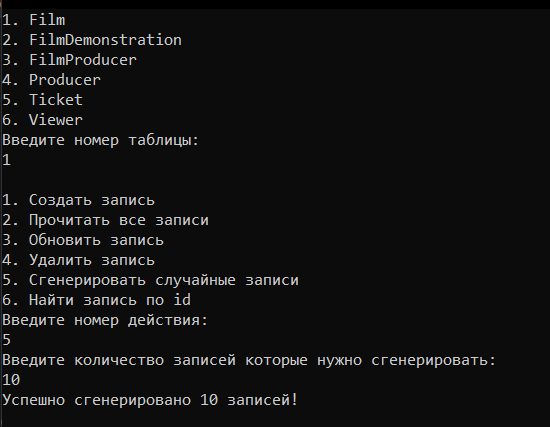 1. Film
2. FilmDemonstration
3. FilmProducer
4. Producer
5. Ticket
6. Viewer
Введите номер таблицы:
1
1. Создать запись
2. Прочитать все записи
3. Обновить запись
4. Удалить запись
5. Сгенерировать случайные записи
6. Найти запись по id
Введите номер действия:
5
Введите количество записей которые нужно сгенерировать:
10
Успешно сгенерировано 10 записей!